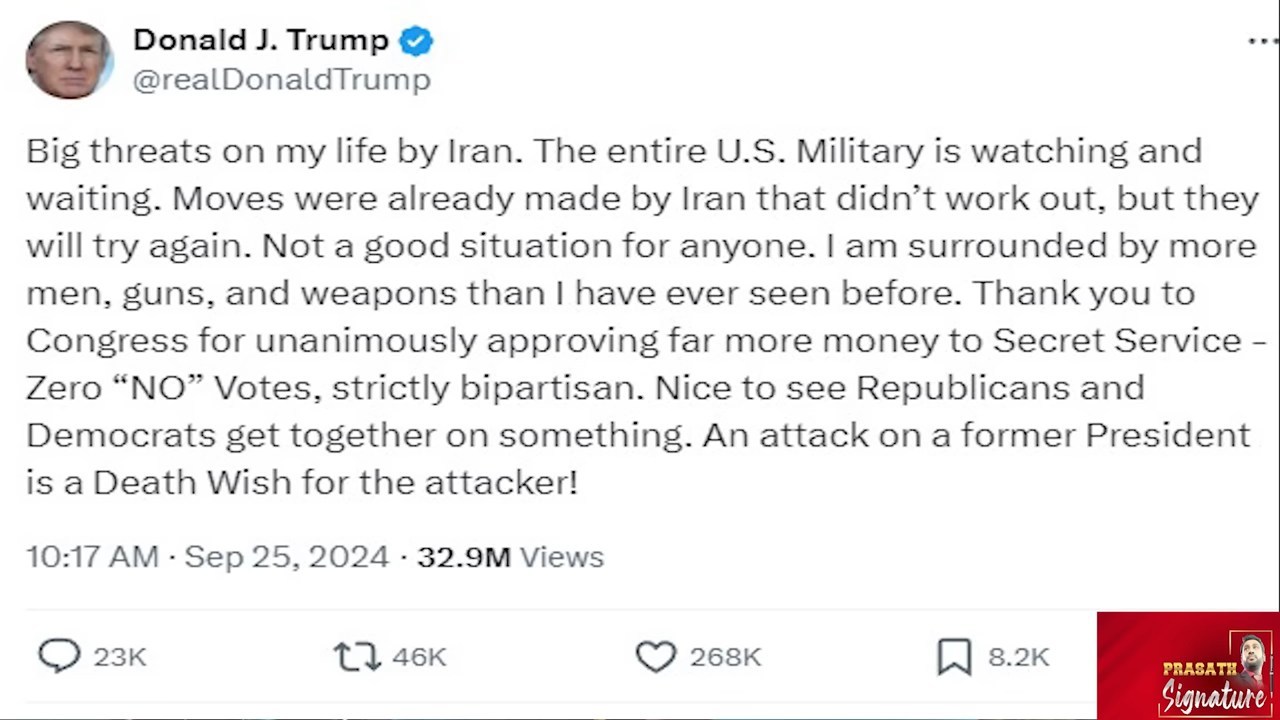 Donald J. Trump
@realDonaldTrump
Big threats on my life by Iran. The entire U.S. Military is watching and
waiting. Moves were already made by Iran that didn’t work out, but they
will try again. Not a good situation for anyone. I am surrounded by more
men, guns, and weapons than I have ever seen before. Thank you to
Congress for unanimously approving far more money to Secret Service –
Zero “NO” Votes, strictly bipartisan. Nice to see Republicans and
Democrats get together on something. An attack on a former President
is a Death Wish for the attacker!
10:17 AM · Sep 25, 2024 · 32.9M Views
23K 46K 268K 8.2K
PRASATH
Signature